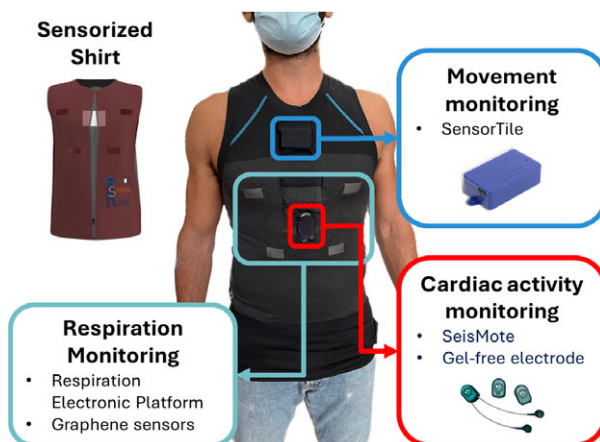 Sensorized
Shirt
Movement
monitoring
• SensorTile
Cardiac activity
monitoring
• SeisMote
• Gel-free electrode
Respiration
Monitoring
• Respiration
Electronic Platform
• Graphene sensors